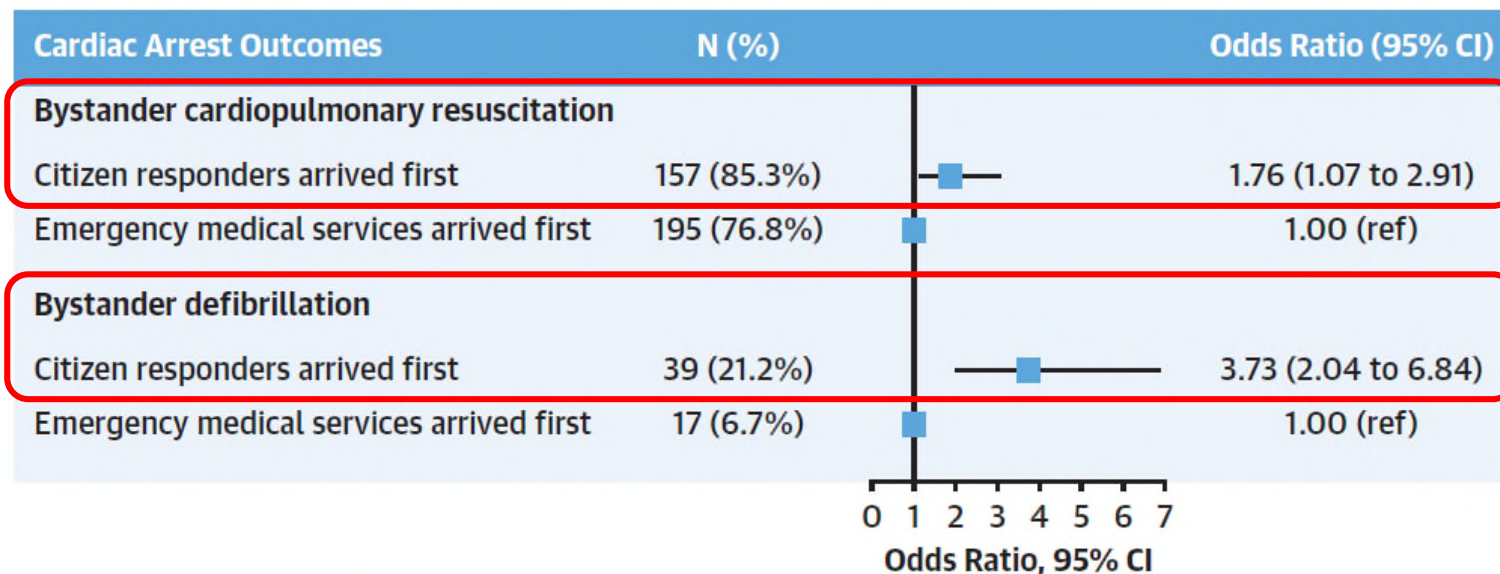 Cardiac Arrest Outcomes N (%) Odds Ratio (95% CI)
Bystander cardiopulmonary resuscitation
Citizen responders arrived first 157 (85.3%) 1.76 (1.07 to 2.91)
Emergency medical services arrived first 195 (76.8%) 1.00 (ref)
Bystander defibrillation
Citizen responders arrived first 39 (21.2%) 3.73 (2.04 to 6.84)
Emergency medical services arrived first 17 (6.7%) 1.00 (ref)
0 1 2 3 4 5 6 7
Odds Ratio, 95% CI